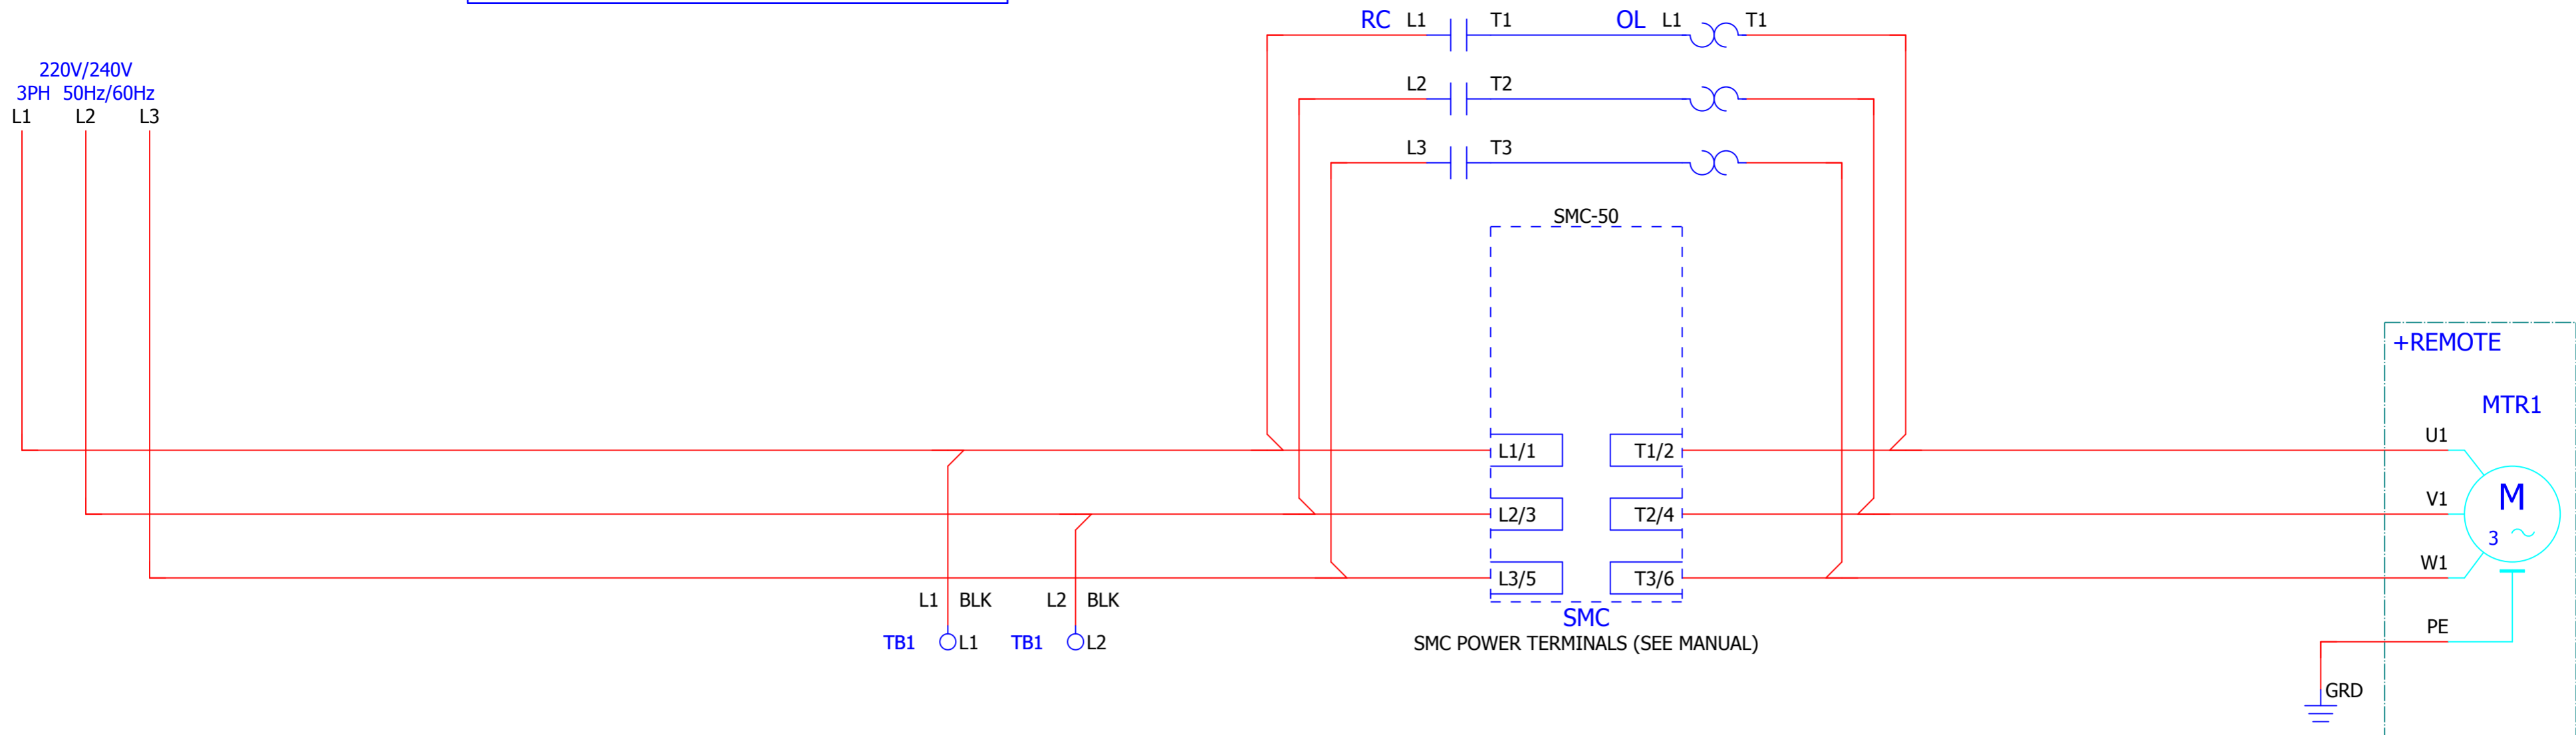 RC L1 T1 OL L1 T1
220V/240V
3PH 50Hz/60Hz
L1 L2 L3
L2 T2
L3 T3
SMC-50
+REMOTE
MTR1
U1
L1/1 T1/2
V1
M
3
L2/3 T2/4
W1
L3/5 T3/6
L1 BLK L2 BLK
SMC
TB1 L1 TB1 L2
SMC POWER TERMINALS (SEE MANUAL)
PE
GRD